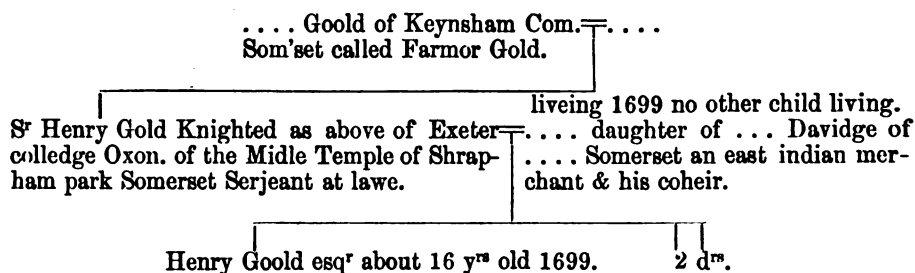 .... Goold of Keynsham Com.=....
Som'set called Farmor Gold.
liveing 1699 no other child living.
Sr Henry Gold Knighted as above of Exeter=.... daughter of ... Davidge of
colledge Oxon. of the Midle Temple of Shrap- .... Somerset an east indian mer-
ham park Somerset Serjeant at lawe. chant & his coheir.
Henry Goold esqr about 16 yrs old 1699. 2 drs.